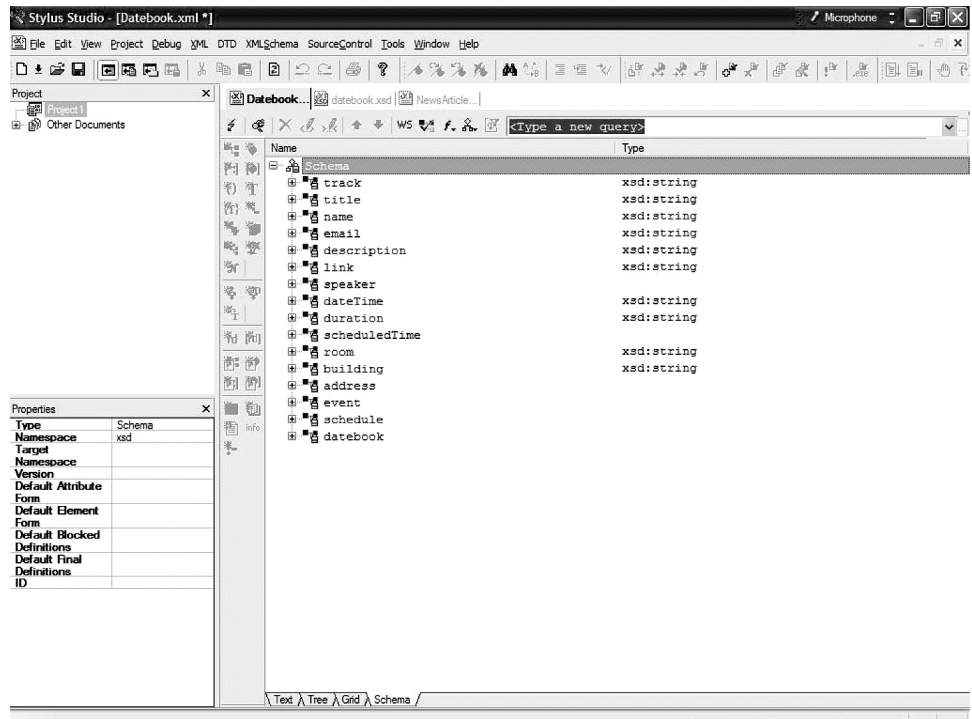 Stylus Studio - [Datebook.xml *]
Microphone
File Edit View Project Debug XML DTD XMLSchema SourceControl Tools Window Help
Project
Project1
Other Documents
Datebook... datebook.xsd NewsArticle...
WS <Type a new query>
Name Type
Schema
track xsd:string
title xsd:string
name xsd:string
email xsd:string
description xsd:string
link xsd:string
speaker
dateTime xsd:string
duration xsd:string
scheduledTime
room xsd:string
building xsd:string
address
event
schedule
datebook
info
Properties
Type Schema
Namespace xsd
Target
Namespace
Version
Default Attribute
Form
Default Element
Form
Default Blocked
Definitions
Default Final
Definitions
ID
Text Tree Grid Schema